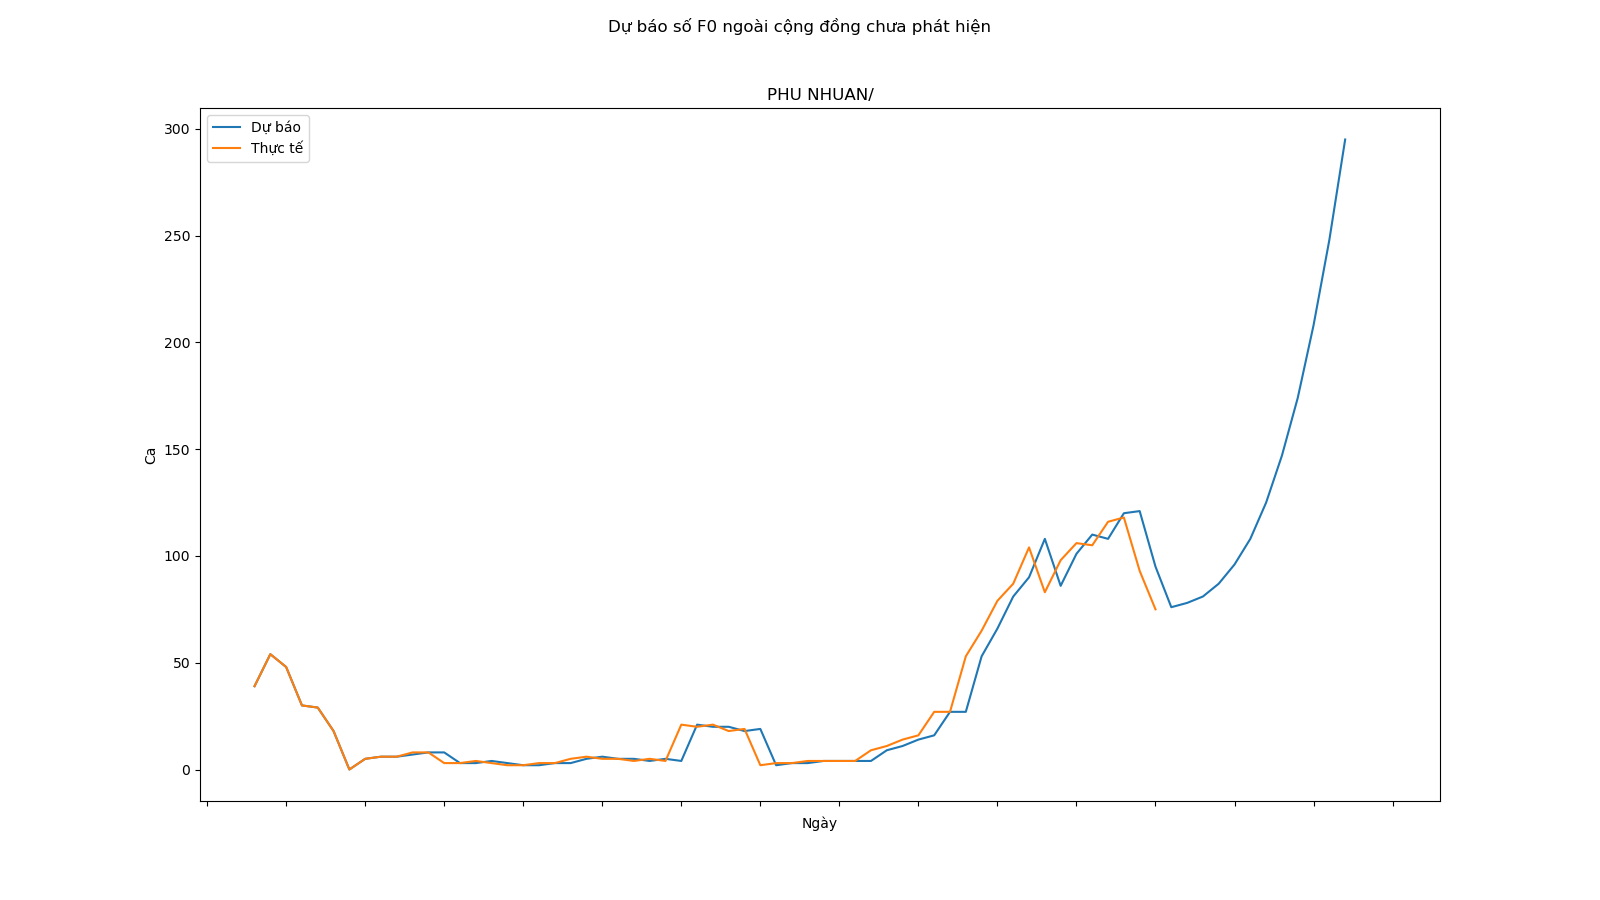 Dự báo số F0 ngoài cộng đồng chưa phát hiện
PHU NHUAN/
Dự báo
Thực tế
300
250
200
150
100
50
0
Ca
Ngày